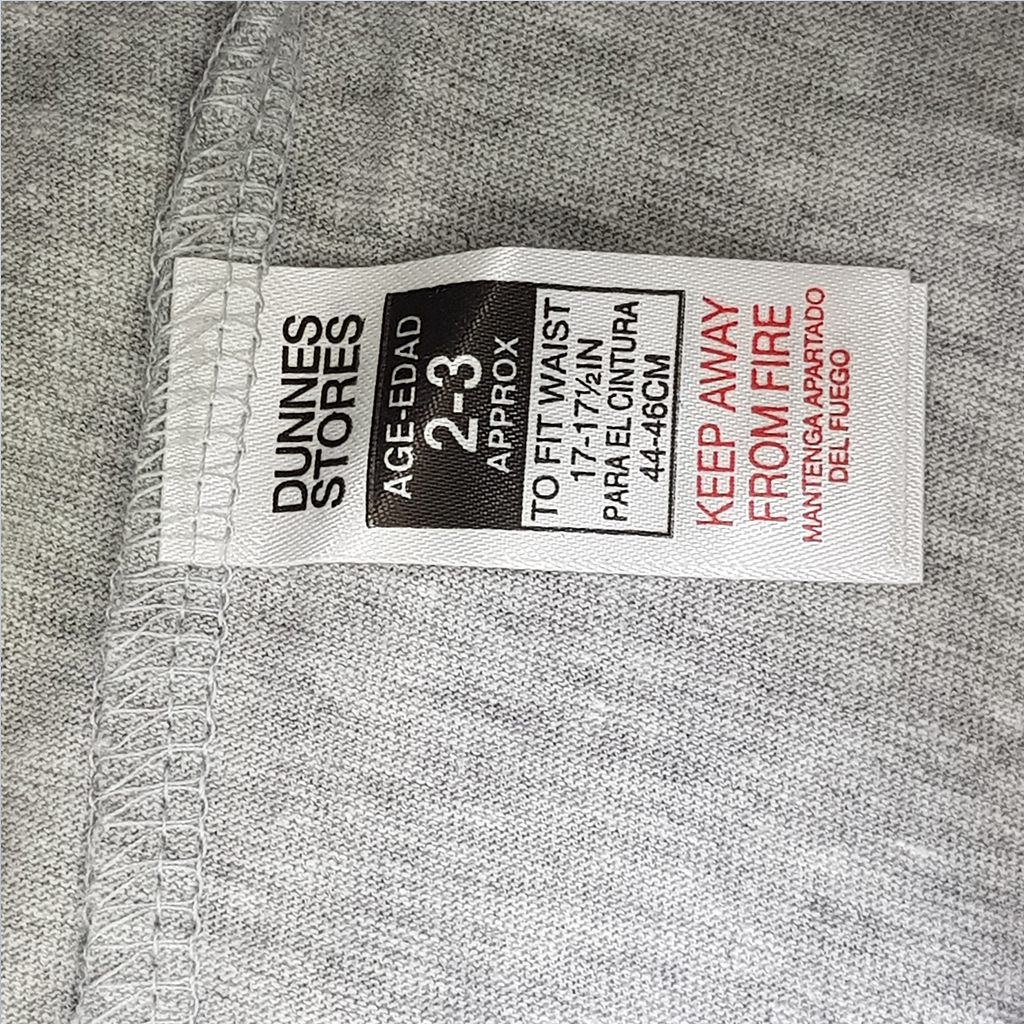 DUNNES
STORES
AGE-EDAD
2-3
APPROX
TO FIT WAIST
17-17½IN
PARA EL CINTURA
44-46CM
KEEP AWAY
FROM FIRE
MANTENGA APARTADO
DEL FUEGO